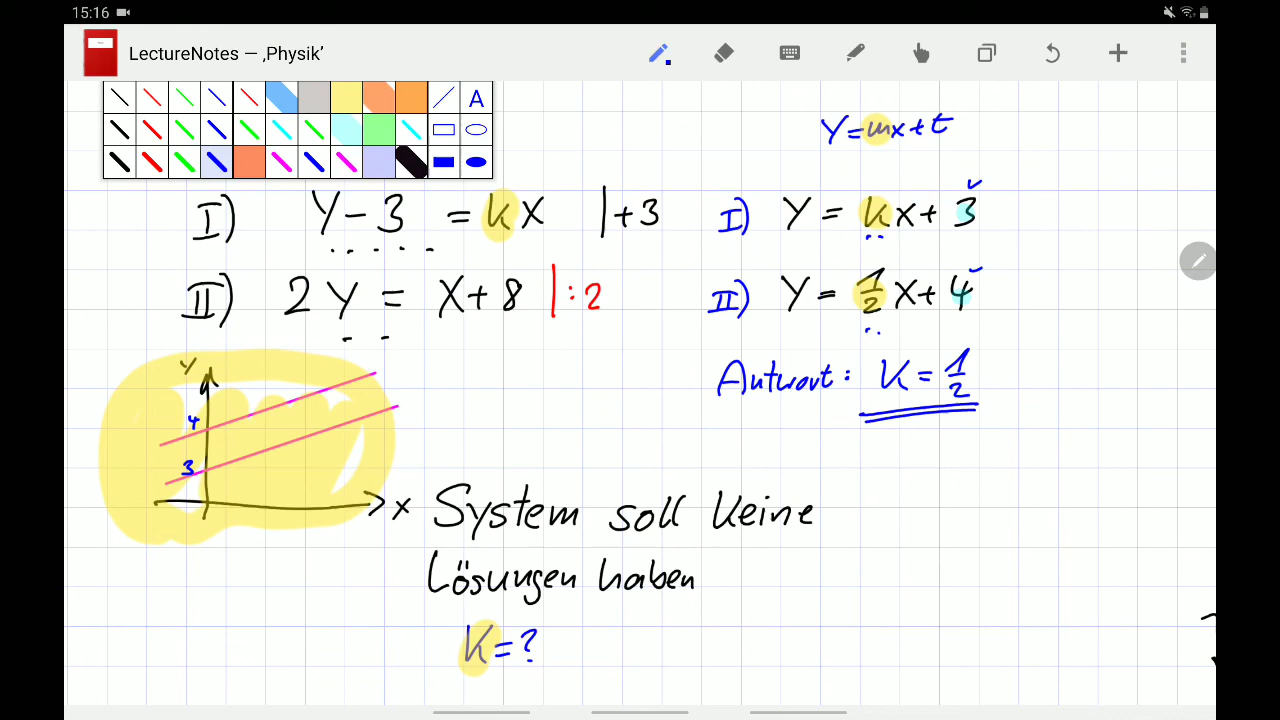 15:16
LectureNotes — ‚Physik’
A
Y=mx+t
I) Y-3 = kX |+3
I) Y = kX+3
II) 2Y = X+8 |:2
II) Y = 1/2 X+4
Antwort: K = 1/2
Y
4
3
X
System soll keine
Lösungen haben
K=?